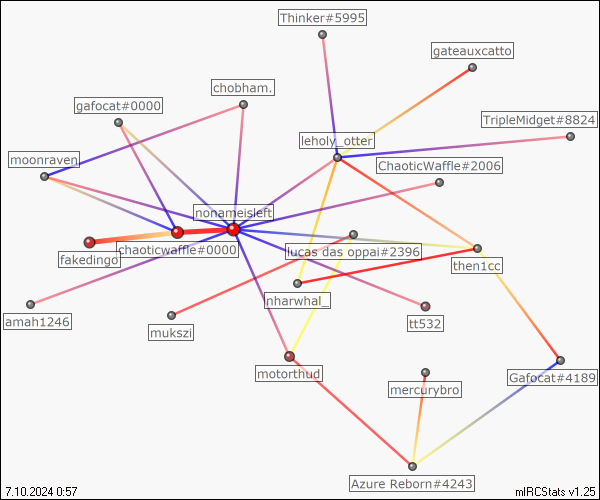 Thinker#5995
gateauxcatto
chobham.
gafocat#0000
TripleMidget#8824
leholy_otter
moonraven
ChaoticWaffle#2006
nonameisleft
chaoticwaffle#0000
lucas das oppai#2396
fakedingo
then1cc
nharwhal_
amah1246
tt532
mukszi
motorthud
Gafocat#4189
mercurybro
Azure Reborn#4243
7.10.2024 0:57
mIRCStats v1.25